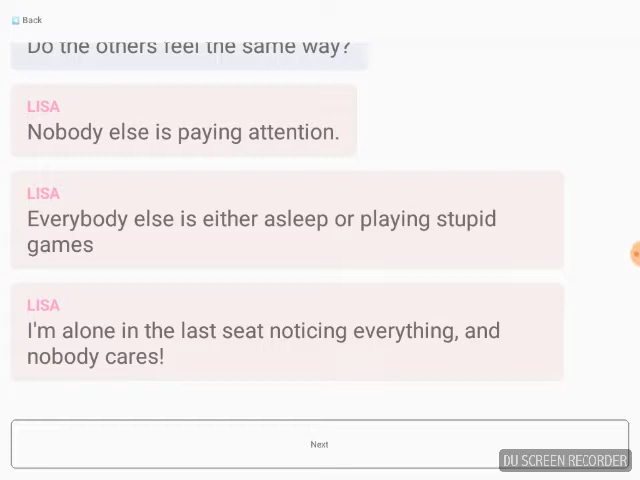 Back
Do the others feel the same way?
LISA
Nobody else is paying attention.
LISA
Everybody else is either asleep or playing stupid
games
LISA
I'm alone in the last seat noticing everything, and
nobody cares!
Next
DU SCREEN RECORDER